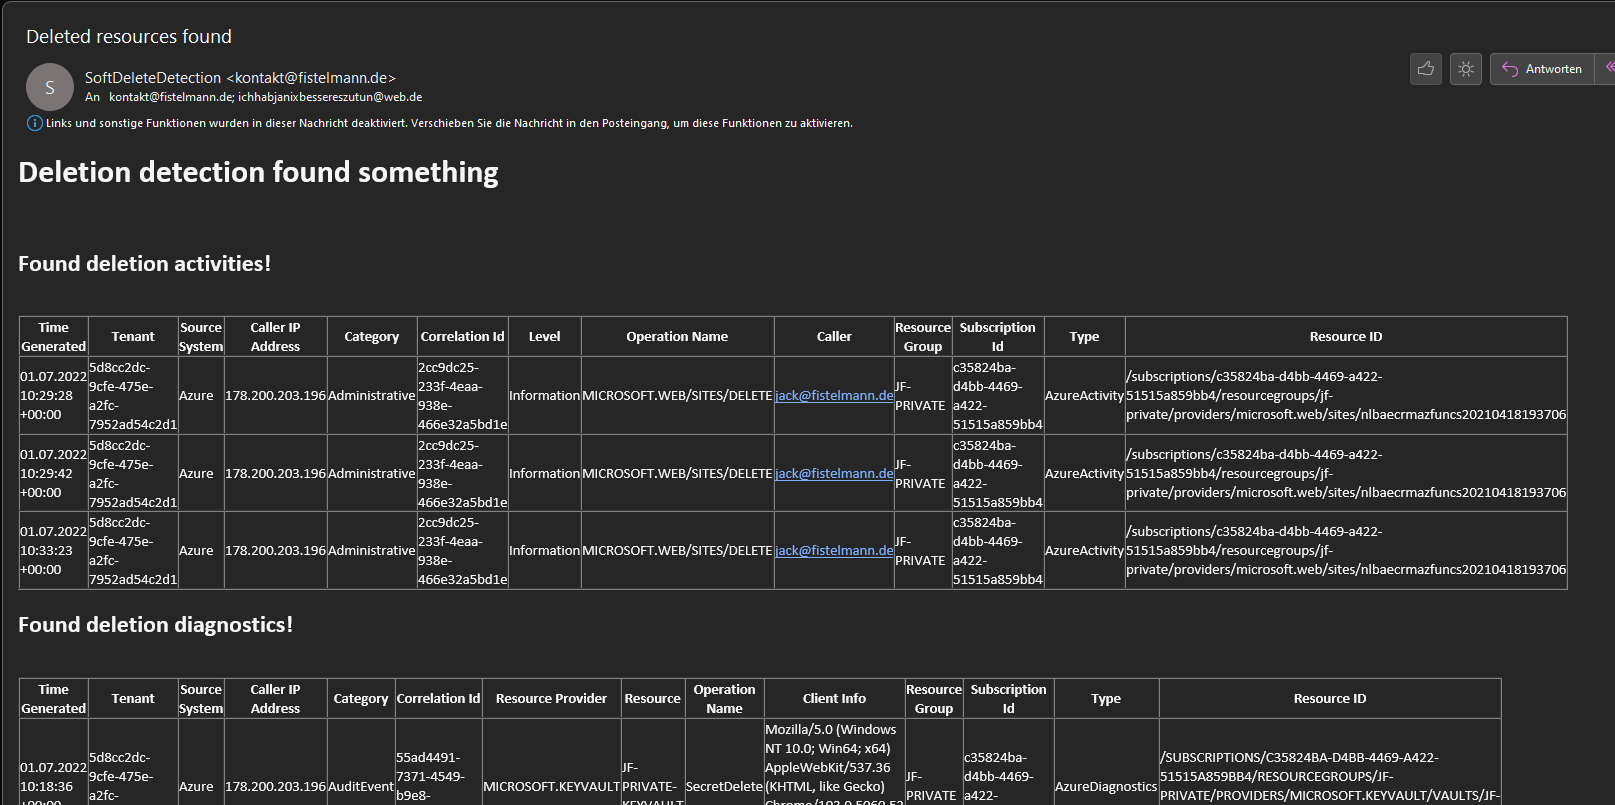 Deleted resources found
S
SoftDeleteDetection <kontakt@fistelmann.de>
An kontakt@fistelmann.de; ichhabjanixbessereszutun@web.de
Antworten
Links und sonstige Funktionen wurden in dieser Nachricht deaktiviert. Verschieben Sie die Nachricht in den Posteingang, um diese Funktionen zu aktivieren.
Deletion detection found something
Found deletion activities!
Time Generated Tenant Source System Caller IP Address Category Correlation Id Level Operation Name Caller Resource Group Subscription Id Type Resource ID
01.07.2022 10:29:28 +00:00 5d8cc2dc-9cfe-475e-a2fc-7952ad54c2d1 Azure 178.200.203.196 Administrative 2cc9dc25-233f-4eaa-938e-466e32a5bd1e Information MICROSOFT.WEB/SITES/DELETE jack@fistelmann.de JF-PRIVATE c35824ba-d4bb-4469-a422-51515a859bb4 AzureActivity /subscriptions/c35824ba-d4bb-4469-a422-51515a859bb4/resourcegroups/jf-private/providers/microsoft.web/sites/nlbaecrmazfuncs20210418193706
01.07.2022 10:29:42 +00:00 5d8cc2dc-9cfe-475e-a2fc-7952ad54c2d1 Azure 178.200.203.196 Administrative 2cc9dc25-233f-4eaa-938e-466e32a5bd1e Information MICROSOFT.WEB/SITES/DELETE jack@fistelmann.de JF-PRIVATE c35824ba-d4bb-4469-a422-51515a859bb4 AzureActivity /subscriptions/c35824ba-d4bb-4469-a422-51515a859bb4/resourcegroups/jf-private/providers/microsoft.web/sites/nlbaecrmazfuncs20210418193706
01.07.2022 10:33:23 +00:00 5d8cc2dc-9cfe-475e-a2fc-7952ad54c2d1 Azure 178.200.203.196 Administrative 2cc9dc25-233f-4eaa-938e-466e32a5bd1e Information MICROSOFT.WEB/SITES/DELETE jack@fistelmann.de JF-PRIVATE c35824ba-d4bb-4469-a422-51515a859bb4 AzureActivity /subscriptions/c35824ba-d4bb-4469-a422-51515a859bb4/resourcegroups/jf-private/providers/microsoft.web/sites/nlbaecrmazfuncs20210418193706
Found deletion diagnostics!
Time Generated Tenant Source System Caller IP Address Category Correlation Id Resource Provider Resource Operation Name Client Info Resource Group Subscription Id Type Resource ID
01.07.2022 10:18:36 5d8cc2dc-9cfe-475e-a2fc- Azure 178.200.203.196 AuditEvent 55ad4491-7371-4549-b9e8- MICROSOFT.KEYVAULT JF-PRIVATE- SecretDelete Mozilla/5.0 (Windows NT 10.0; Win64; x64) AppleWebKit/537.36 (KHTML, like Gecko) JF-PRIVATE c35824ba-d4bb-4469-a422- AzureDiagnostics /SUBSCRIPTIONS/C35824BA-D4BB-4469-A422-51515A859BB4/RESOURCEGROUPS/JF-PRIVATE/PROVIDERS/MICROSOFT.KEYVAULT/VAULTS/JF-